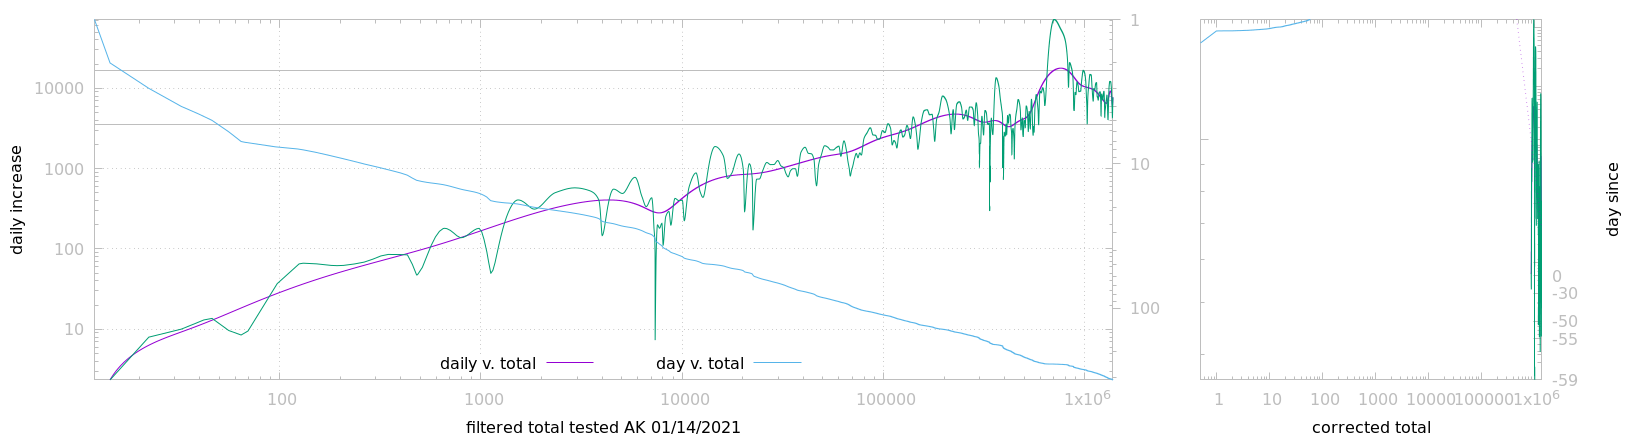 10000
1000
100
10
daily increase
daily v. total
day v. total
1
10
100
100
1000
10000
100000
1x10^6
filtered total tested AK 01/14/2021
0
-30
-50
-55
-59
day since
1
10
100
1000
10000
100000
1x10^6
corrected total